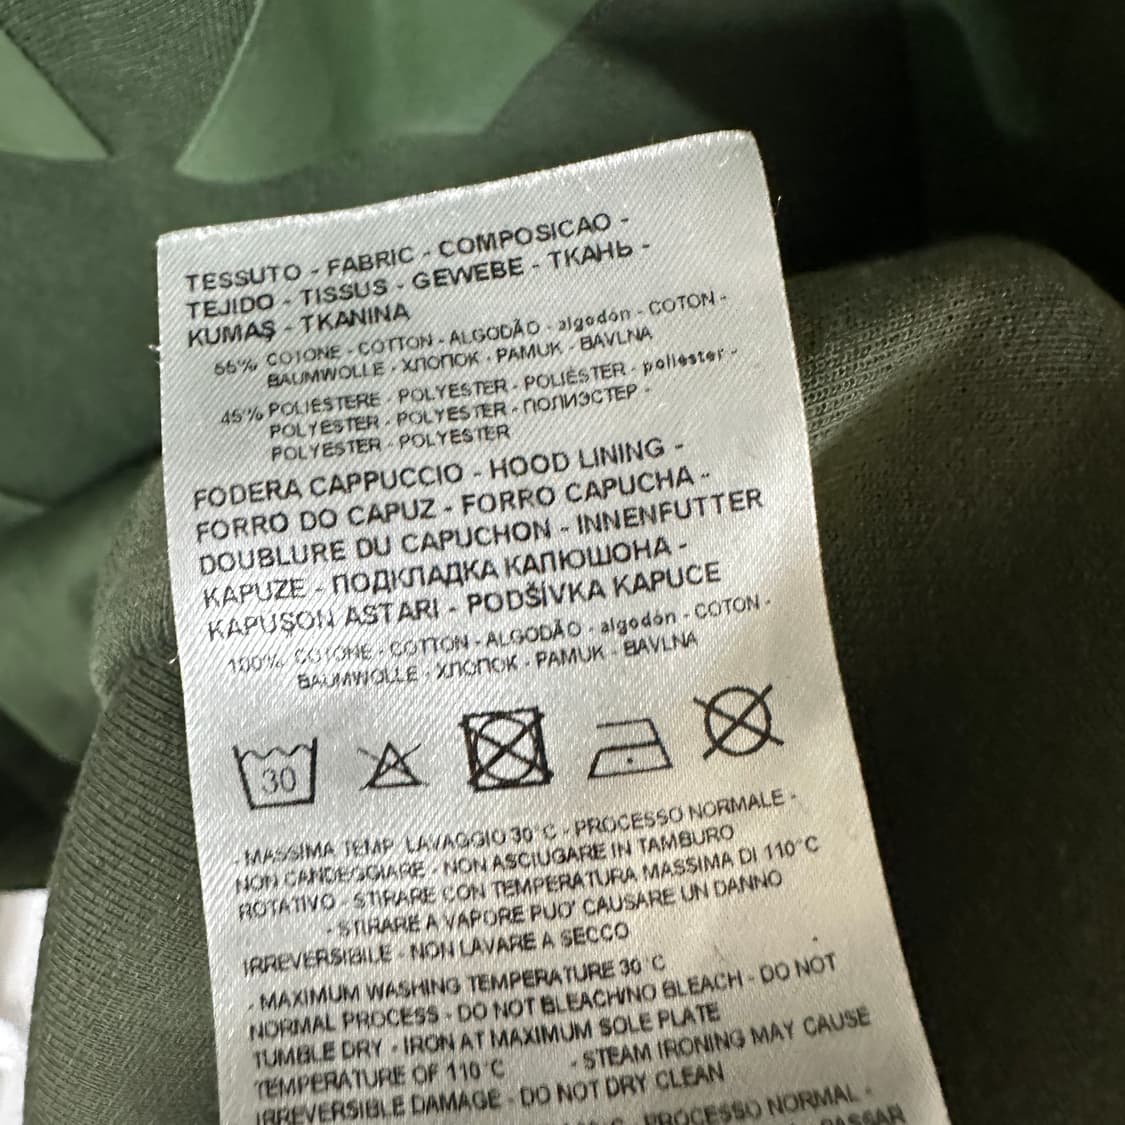 TESSUTO - FABRIC - COMPOSICAO -
TEJIDO - TISSUS - GEWEBE - ТКАНЬ -
KUMAŞ - TKANINA
55% COTONE - COTTON - ALGODÃO - algodón - COTON -
BAUMWOLLE - ХЛОПОК - PAMUK - BAVLNA
45% POLIESTERE - POLYESTER - POLIÉSTER - poliester -
POLYESTER - POLYESTER - ПОЛИЭСТЕР -
POLYESTER - POLYESTER
FODERA CAPPUCCIO - HOOD LINING -
FORRO DO CAPUZ - FORRO CAPUCHA -
DOUBLURE DU CAPUCHON - INNENFUTTER
KAPUZE - ПОДКЛАДКА КАПЮШОНА -
KAPUŞON ASTARI - PODŠÍVKA KAPUCE
100% COTONE - COTTON - ALGODÃO - algodón - COTON -
BAUMWOLLE - ХЛОПОК - PAMUK - BAVLNA
30
- MASSIMA TEMP. LAVAGGIO 30°C - PROCESSO NORMALE -
NON CANDEGGIARE - NON ASCIUGARE IN TAMBURO
ROTATIVO - STIRARE CON TEMPERATURA MASSIMA DI 110°C
- STIRARE A VAPORE PUO' CAUSARE UN DANNO
IRREVERSIBILE - NON LAVARE A SECCO
- MAXIMUM WASHING TEMPERATURE 30°C
NORMAL PROCESS - DO NOT BLEACH/NO BLEACH - DO NOT
TUMBLE DRY - IRON AT MAXIMUM SOLE PLATE
TEMPERATURE OF 110°C - STEAM IRONING MAY CAUSE
IRREVERSIBLE DAMAGE - DO NOT DRY CLEAN
- PROCESSO NORMAL -
PASSAR